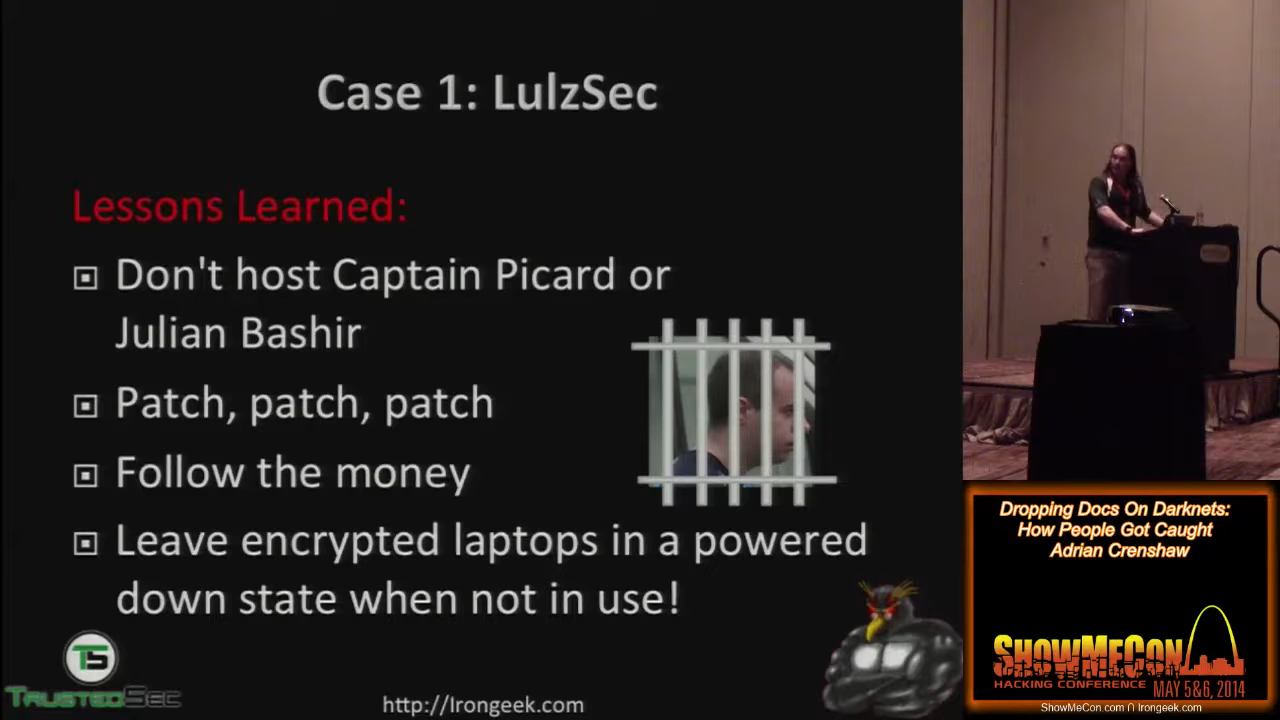 Case 1: LulzSec
Lessons Learned:
Don't host Captain Picard or
Julian Bashir
Patch, patch, patch
Follow the money
Leave encrypted laptops in a powered
down state when not in use!
TS
TRUSTEDSEC
http://Irongeek.com
Dropping Docs On Darknets:
How People Got Caught
Adrian Crenshaw
SHOWMECON
HACKING CONFERENCE
MAY 5&6, 2014
ShowMeCon.com ∩ Irongeek.com